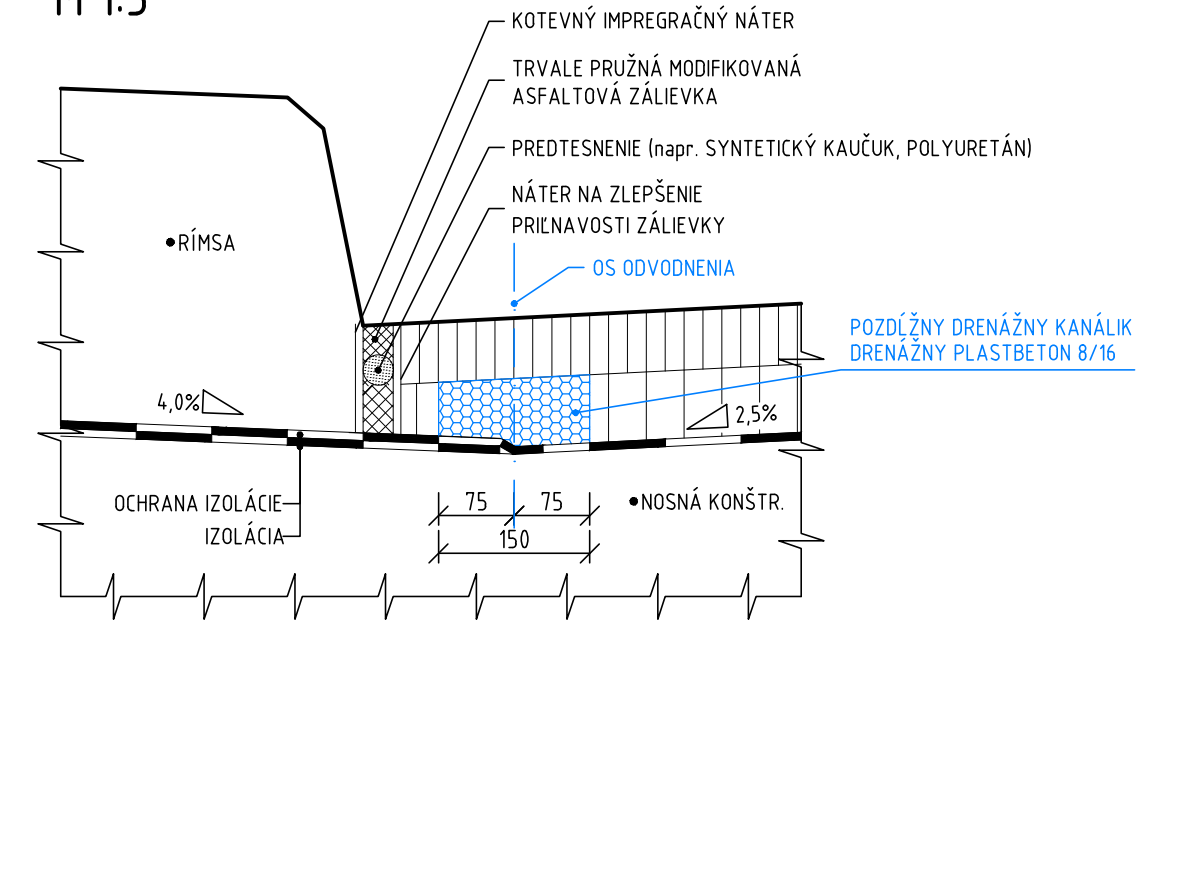 KOTEVNÝ IMPREGRAČNÝ NÁTER
TRVALE PRUŽNÁ MODIFIKOVANÁ
ASFALTOVÁ ZÁLIEVKA
PREDTESNENIE (napr. SYNTETICKÝ KAUČUK, POLYURETÁN)
NÁTER NA ZLEPŠENIE
PRIĽNAVOSTI ZÁLIEVKY
RÍMSA
OS ODVODNENIA
POZDĹŽNY DRENÁŽNY KANÁLIK
DRENÁŽNY PLASTBETON 8/16
4,0%
2,5%
OCHRANA IZOLÁCIE
IZOLÁCIA
75
75
150
NOSNÁ KONŠTR.